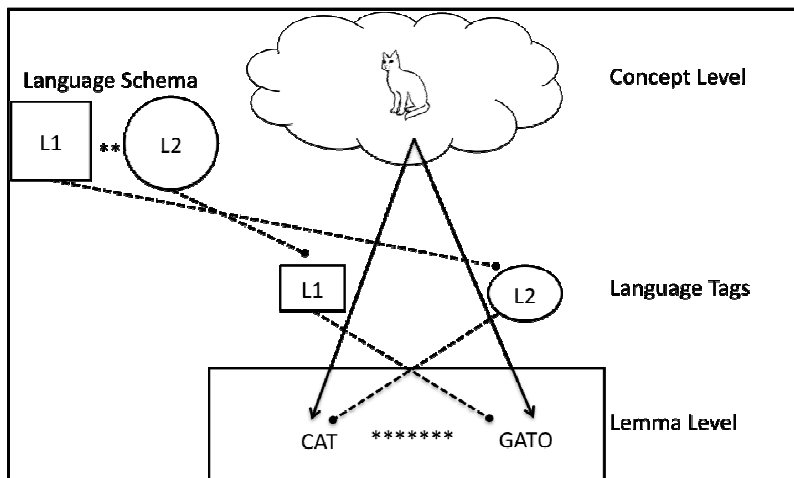 Language Schema
Concept Level
L1 ** L2
L1
L2
Language Tags
CAT ******* GATO
Lemma Level